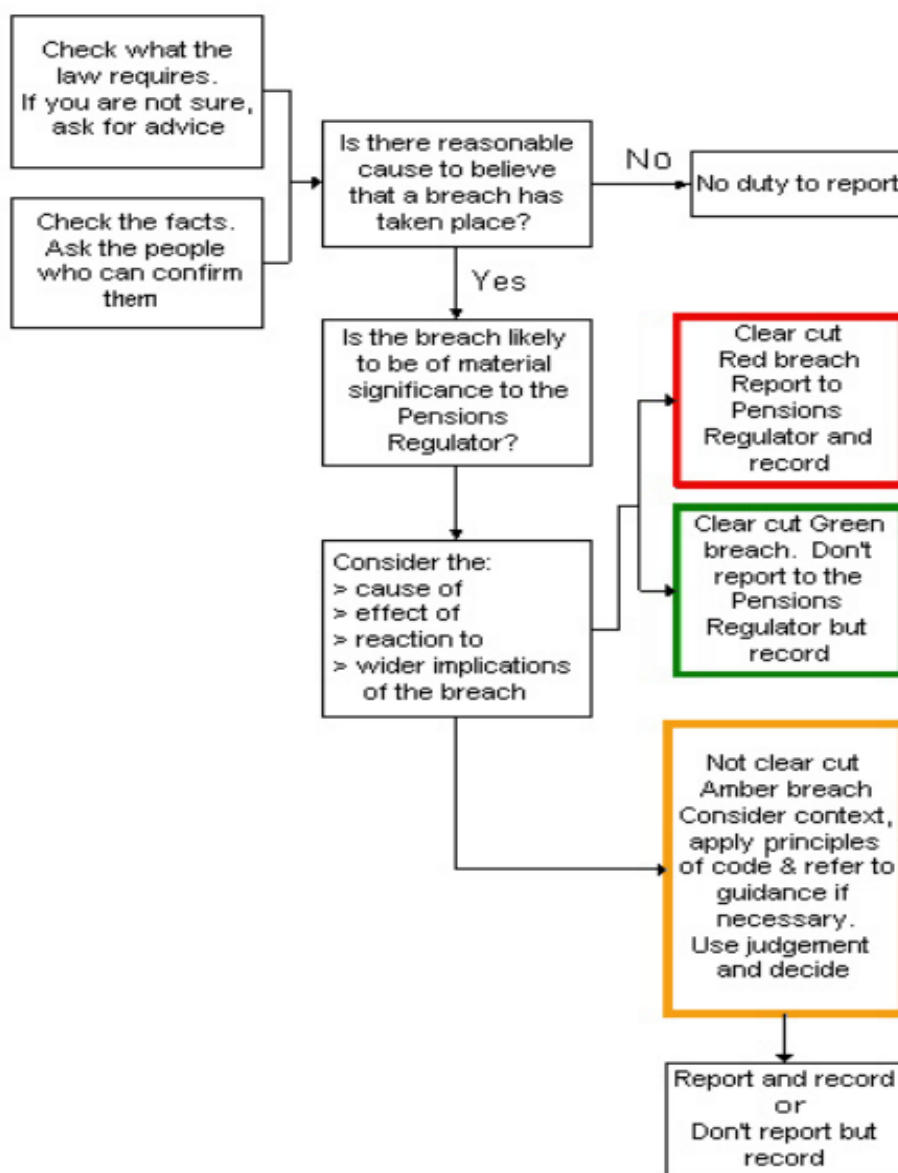 Check what the
law requires.
If you are not sure,
ask for advice
Check the facts.
Ask the people
who can confirm
them
Is there reasonable
cause to believe
that a breach has
taken place?
No
No duty to report
Yes
Is the breach likely
to be of material
significance to the
Pensions
Regulator?
Consider the:
> cause of
> effect of
> reaction to
> wider implications
of the breach
Clear cut
Red breach
Report to
Pensions
Regulator and
record
Clear cut Green
breach. Don't
report to the
Pensions
Regulator but
record
Not clear cut
Amber breach
Consider context,
apply principles
of code & refer to
guidance if
necessary.
Use judgement
and decide
Report and record
or
Don't report but
record